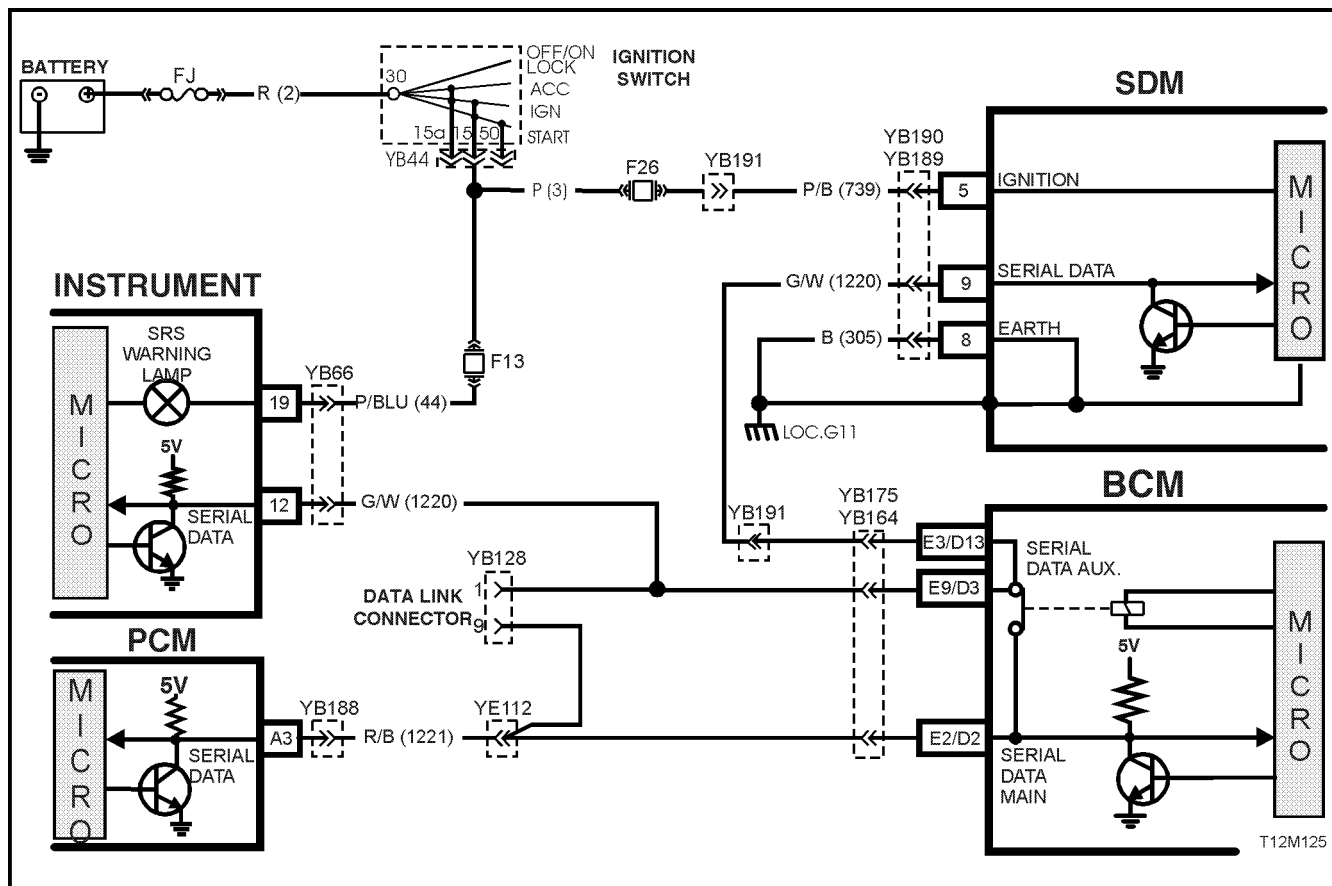 BATTERY
FJ
R (2)
30
OFF/ON
LOCK
ACC
IGN
START
IGNITION
SWITCH
15a 15 50
YB44
P (3)
F26
YB191
P/B (739)
YB190
YB189
SDM
5
IGNITION
G/W (1220)
9
SERIAL DATA
B (305)
8
EARTH
MICRO
LOC.G11
INSTRUMENT
SRS
WARNING
LAMP
MICRO
5V
SERIAL
DATA
19
12
YB66
P/BLU (44)
F13
G/W (1220)
YB128
1
DATA LINK
CONNECTOR
9
YB191
YB175
YB164
BCM
E3/D13
E9/D3
E2/D2
SERIAL
DATA AUX.
5V
SERIAL
DATA
MAIN
MICRO
PCM
MICRO
5V
SERIAL
DATA
A3
YB188
R/B (1221)
YE112
T12M125